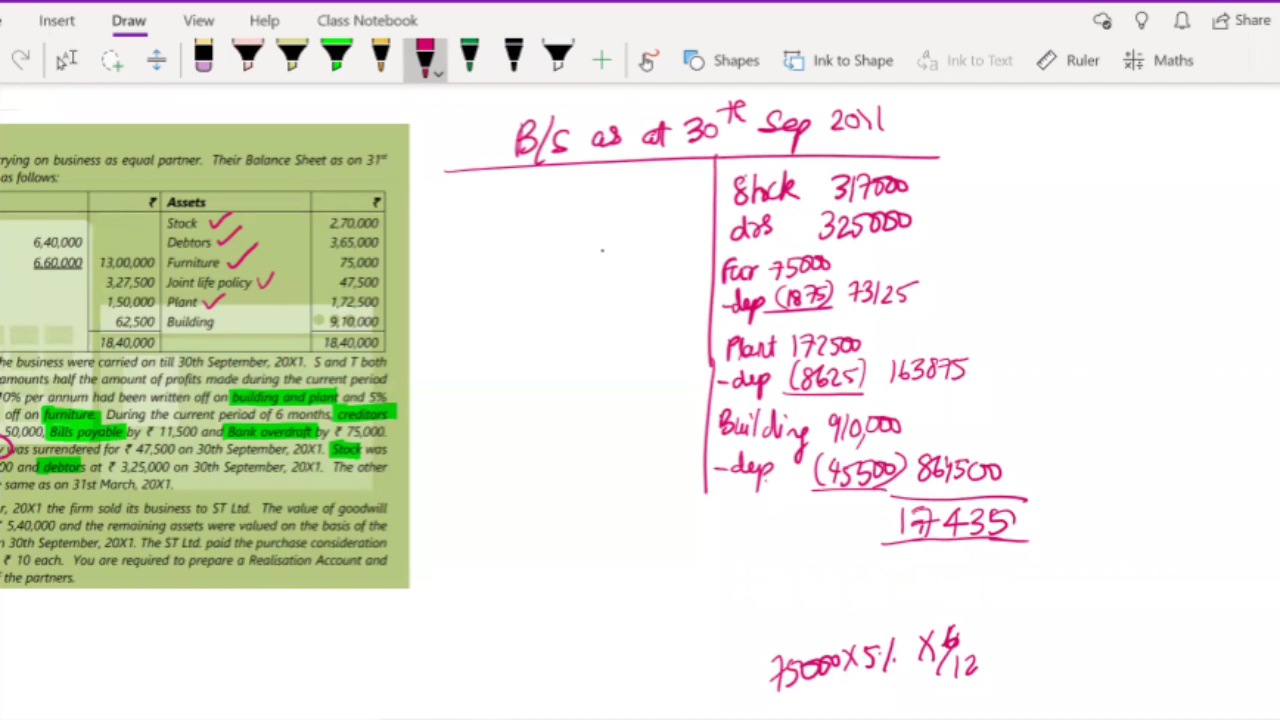 Insert Draw View Help Class Notebook Share
Shapes Ink to Shape Ink to Text Ruler Maths
B/S as at 30th Sep 20X1
rrying on business as equal partner. Their Balance Sheet as on 31st
as follows:
₹ Assets ₹
Stock 2,70,000
6,40,000 Debtors 3,65,000
6,60,000 13,00,000 Furniture 75,000
3,27,500 Joint life policy 47,500
1,50,000 Plant 1,72,500
62,500 Building 9,10,000
18,40,000 18,40,000
he business were carried on till 30th September, 20X1. S and T both
amounts half the amount of profits made during the current period
10% per annum had been written off on building and plant and 5%
off on furniture. During the current period of 6 months, creditors
50,000, Bills payable by ₹ 11,500 and Bank overdraft by ₹ 75,000.
y was surrendered for ₹ 47,500 on 30th September, 20X1. Stock was
00 and debtors at ₹ 3,25,000 on 30th September, 20X1. The other
same as on 31st March, 20X1.
r, 20X1 the firm sold its business to ST Ltd. The value of goodwill
₹ 5,40,000 and the remaining assets were valued on the basis of the
n 30th September, 20X1. The ST Ltd. paid the purchase consideration
₹ 10 each. You are required to prepare a Realisation Account and
f the partners.
Stock 317000
drs 325000
Fur 75000
-dep (1875) 73125
Plant 172500
-dep (8625) 163875
Building 910,000
-dep (45500) 864500
17435
75000 X 5% X 6/12